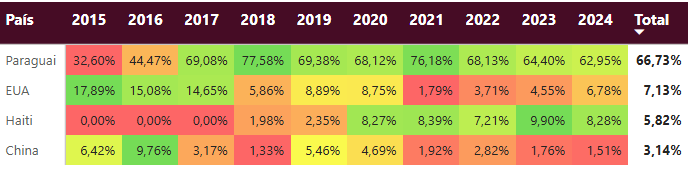 País 2015 2016 2017 2018 2019 2020 2021 2022 2023 2024 Total
Paraguai 32,60% 44,47% 69,08% 77,58% 69,38% 68,12% 76,18% 68,13% 64,40% 62,95% 66,73%
EUA 17,89% 15,08% 14,65% 5,86% 8,89% 8,75% 1,79% 3,71% 4,55% 6,78% 7,13%
Haiti 0,00% 0,00% 0,00% 1,98% 2,35% 8,27% 8,39% 7,21% 9,90% 8,28% 5,82%
China 6,42% 9,76% 3,17% 1,33% 5,46% 4,69% 1,92% 2,82% 1,76% 1,51% 3,14%